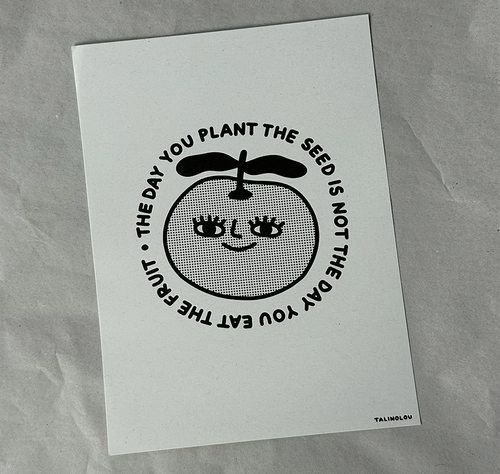 • THE DAY YOU PLANT THE SEED IS NOT THE DAY YOU EAT THE FRUIT
TALINOLOU